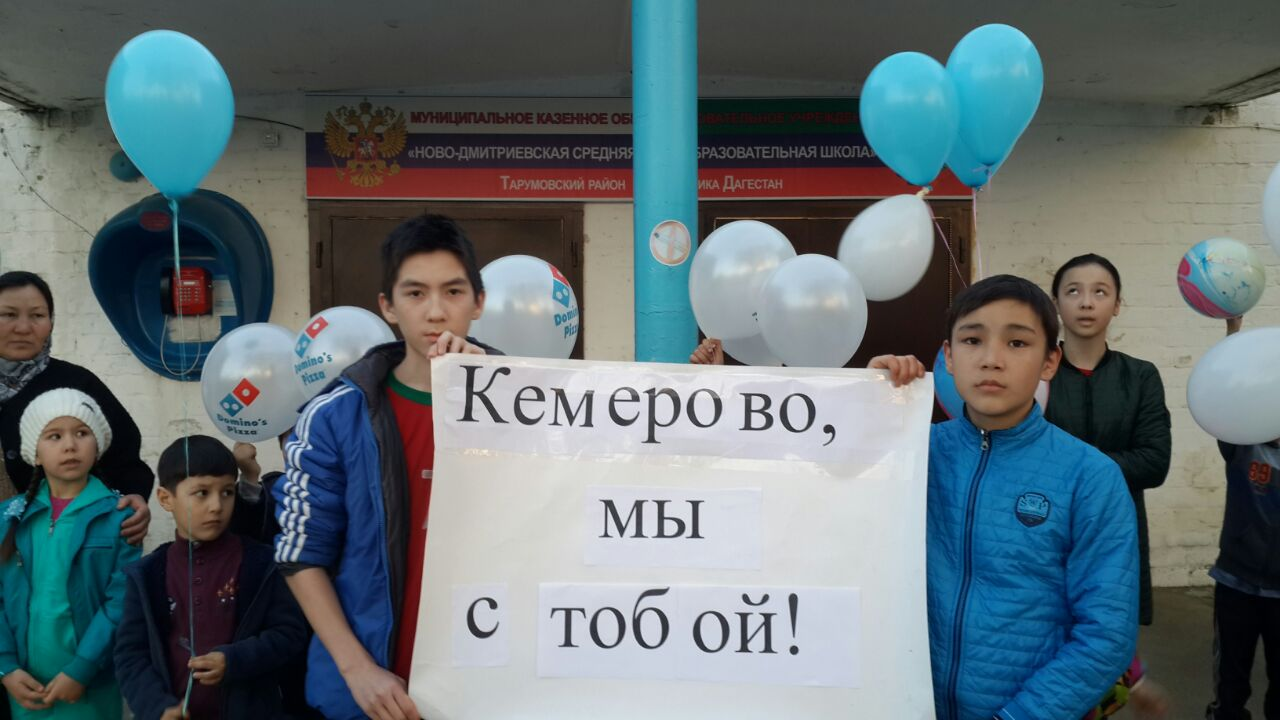 МУНИЦИПАЛЬНОЕ КАЗЕННОЕ ОБ ОВАТЕЛЬНОЕ УЧРЕЖДЕ
«НОВО-ДМИТРИЕВСКАЯ СРЕДНЯЯ ОБРАЗОВАТЕЛЬНАЯ ШКОЛА»
ТАРУМОВСКИЙ РАЙОН ИКА ДАГЕСТАН
Domino's
Pizza
Domino's
Pizza
Domino's
Pizza
Кемерово,
мы
с тобой!